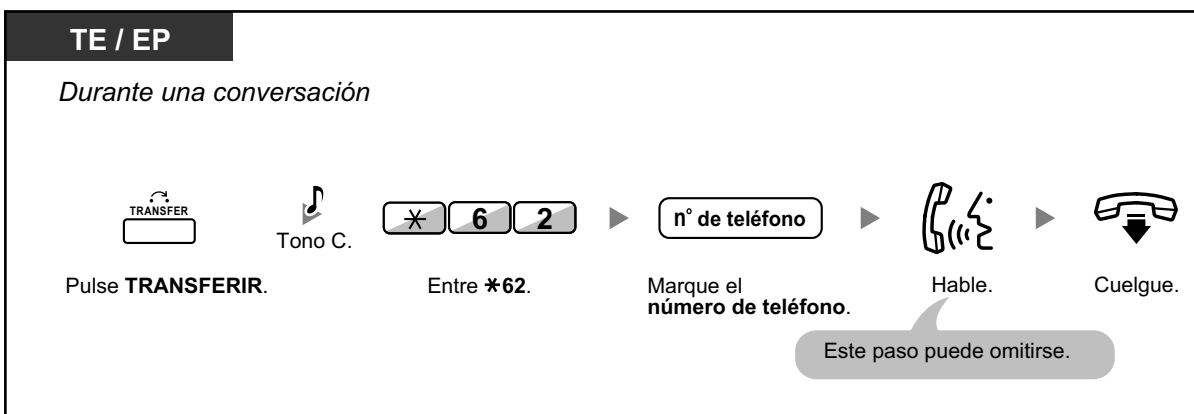 TE / EP
Durante una conversación
TRANSFER
Tono C.
* 6 2
n° de teléfono
Pulse TRANSFERIR.
Entre *62.
Marque el
número de teléfono.
Hable.
Cuelgue.
Este paso puede omitirse.